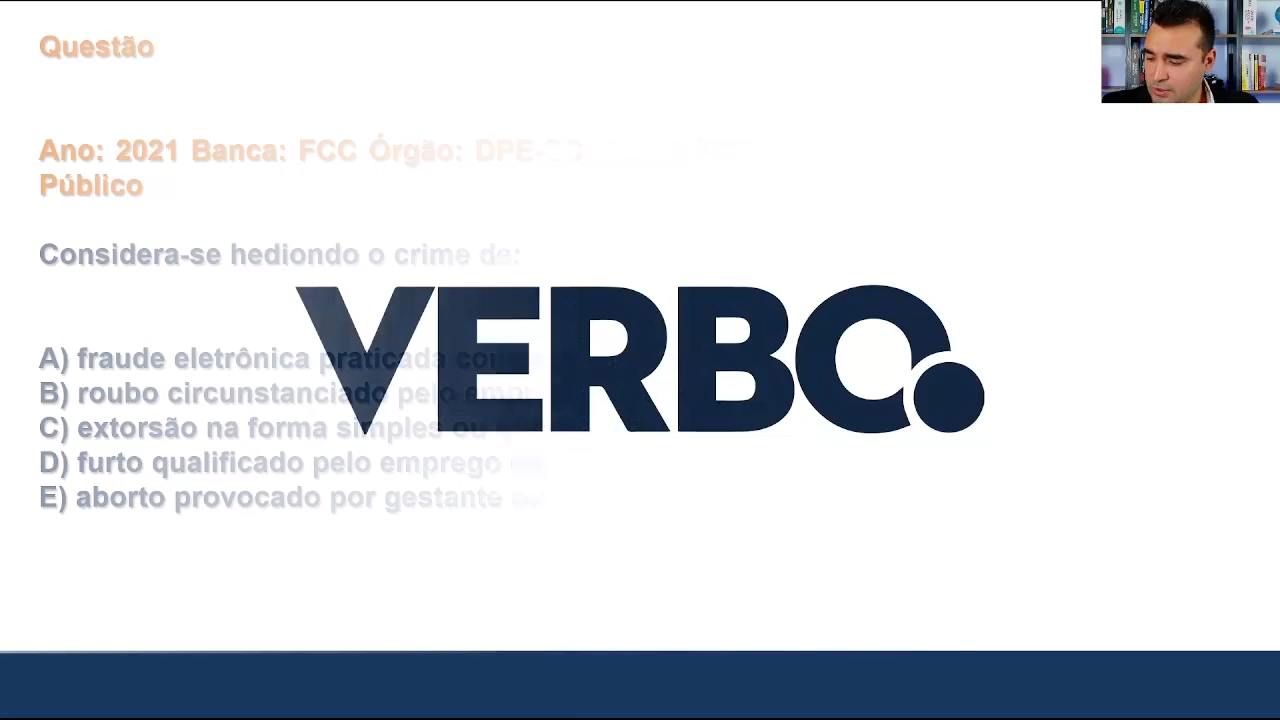 Questão
Ano: 2021 Banca: FCC Órgão: DPE-
Público
Considera-se hediondo o crime de:
VERBO.
A) fraude eletrônica praticada
B) roubo circunstanciado pelo
C) extorsão na forma simples ou
D) furto qualificado pelo emprego
E) aborto provocado por gestante